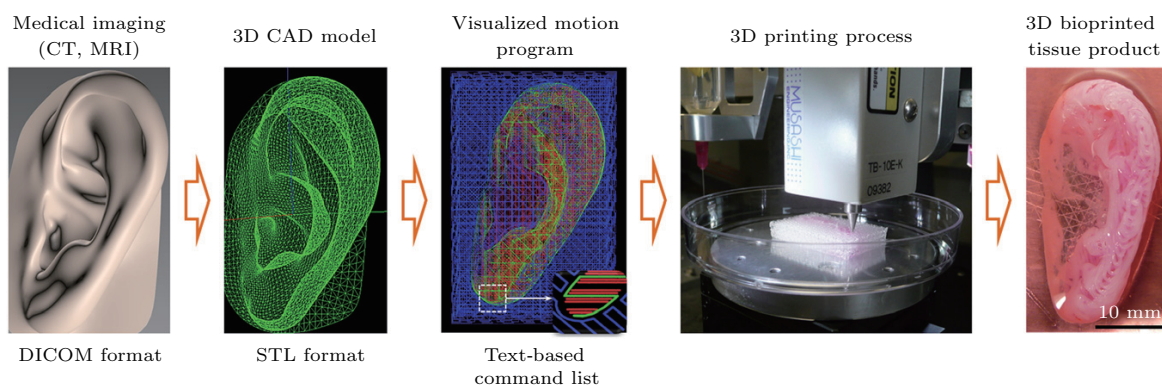 Medical imaging
(CT, MRI)
3D CAD model
Visualized motion
program
3D printing process
3D bioprinted
tissue product
MUSASHI
TB-10E-K
09382
10 mm
DICOM format
STL format
Text-based
command list